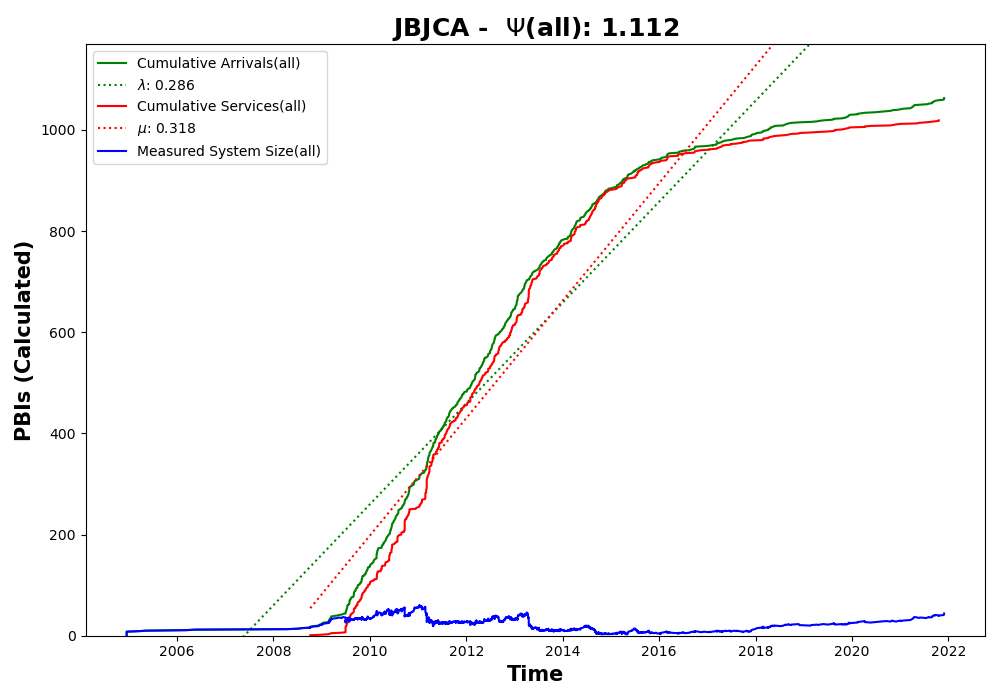 JBJCA - Ψ(all): 1.112
Cumulative Arrivals(all)
λ: 0.286
Cumulative Services(all)
μ: 0.318
Measured System Size(all)
PBIs (Calculated)
1000
800
600
400
200
0
2006 2008 2010 2012 2014 2016 2018 2020 2022
Time